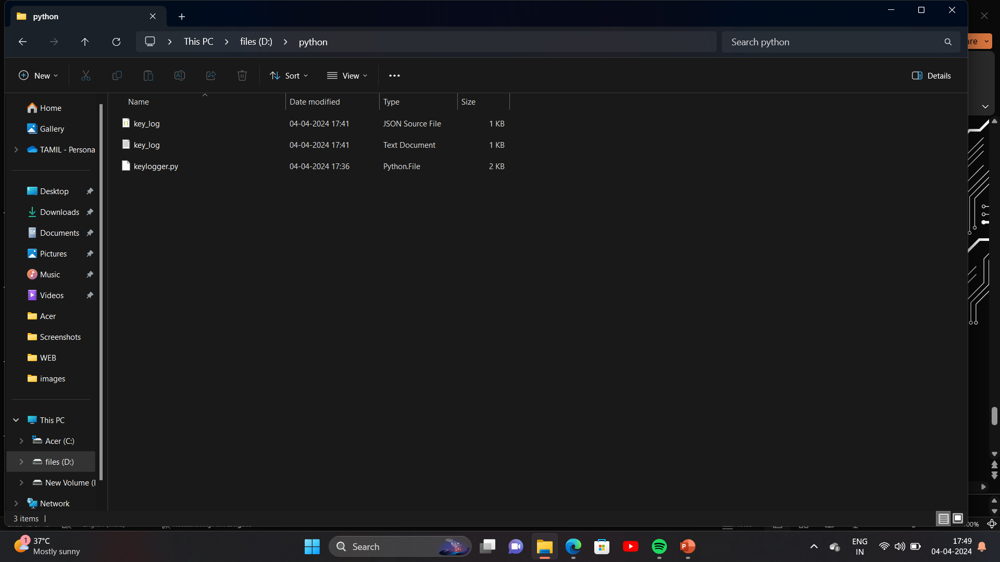 python
This PC
files (D:)
python
Search python
are
New
Sort
View
Details
Name
Date modified
Type
Size
key_log
04-04-2024 17:41
JSON Source File
1 KB
key_log
04-04-2024 17:41
Text Document
1 KB
keylogger.py
04-04-2024 17:36
Python.File
2 KB
Home
Gallery
TAMIL - Persona
Desktop
Downloads
Documents
Pictures
Music
Videos
Acer
Screenshots
WEB
images
This PC
Acer (C:)
files (D:)
New Volume (
Network
3 items
00%
1
37°C
Mostly sunny
Search
ENG
IN
17:49
04-04-2024